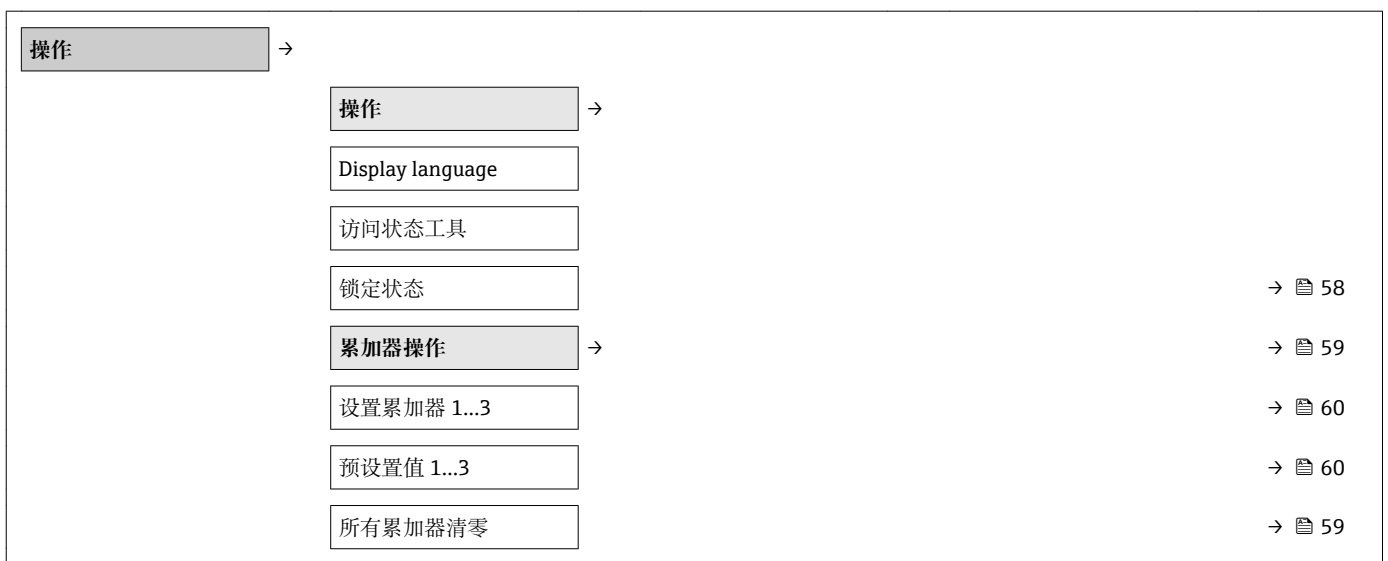 操作 →
操作 →
Display language
访问状态工具
锁定状态 → 58
累加器操作 → → 59
设置累加器 1...3 → 60
预设置值 1...3 → 60
所有累加器清零 → 59